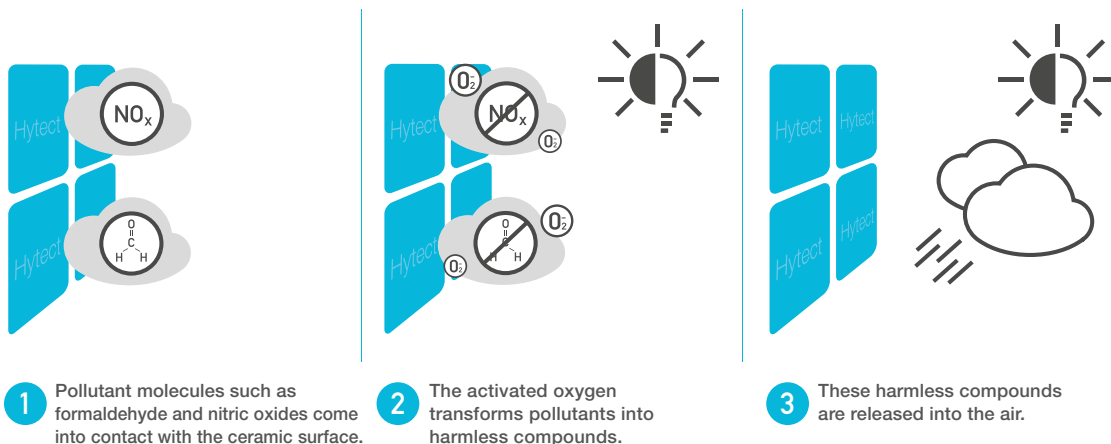 Hytect
NOx
Hytect
O
C
H H
Hytect
O2-
NOx
O2-
Hytect
O2-
O
C
H H
O2-
Hytect
Hytect
Hytect
Hytect
1
Pollutant molecules such as
formaldehyde and nitric oxides come
into contact with the ceramic surface.
2
The activated oxygen
transforms pollutants into
harmless compounds.
3
These harmless compounds
are released into the air.